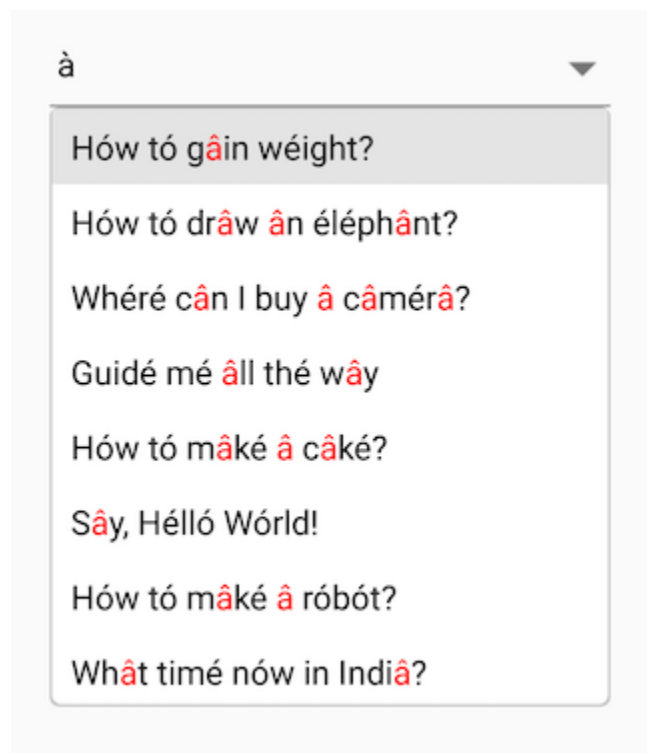 à
Hów tó gâin wéight?
Hów tó drâw ân éléphânt?
Whéré cân I buy â câmérâ?
Guidé mé âll thé wây
Hów tó mâké â câké?
Sây, Hélló Wórld!
Hów tó mâké â róbót?
Whât timé nów in Indiâ?